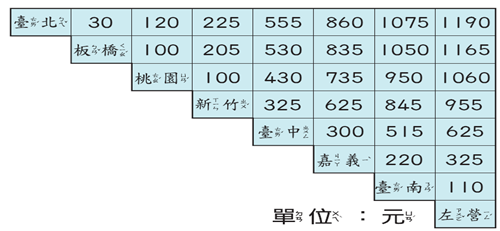 臺北 30 120 225 555 860 1075 1190
板橋 100 205 530 835 1050 1165
桃園 100 430 735 950 1060
新竹 325 625 845 955
臺中 300 515 625
嘉義 220 325
臺南 110
單位：元 左營